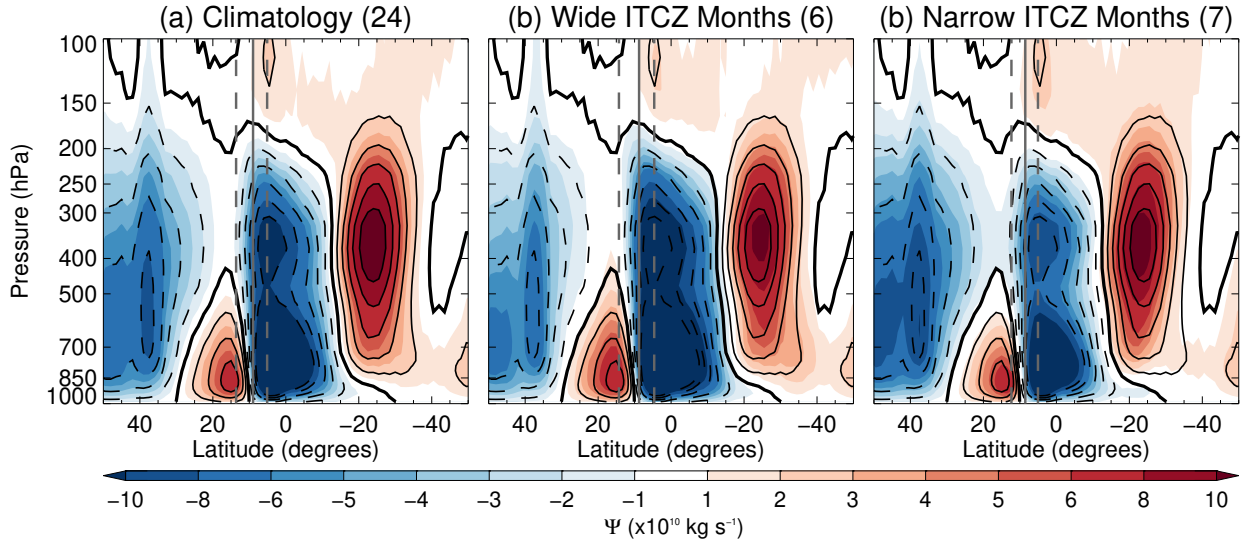 (a) Climatology (24)
(b) Wide ITCZ Months (6)
(b) Narrow ITCZ Months (7)
Pressure (hPa)
100
150
200
250
300
400
500
700
850
1000
40 20 0 −20 −40
40 20 0 −20 −40
40 20 0 −20 −40
Latitude (degrees)
Latitude (degrees)
Latitude (degrees)
−10 −8 −6 −5 −4 −3 −2 −1 1 2 3 4 5 6 8 10
Ψ (x10¹⁰ kg s⁻¹)